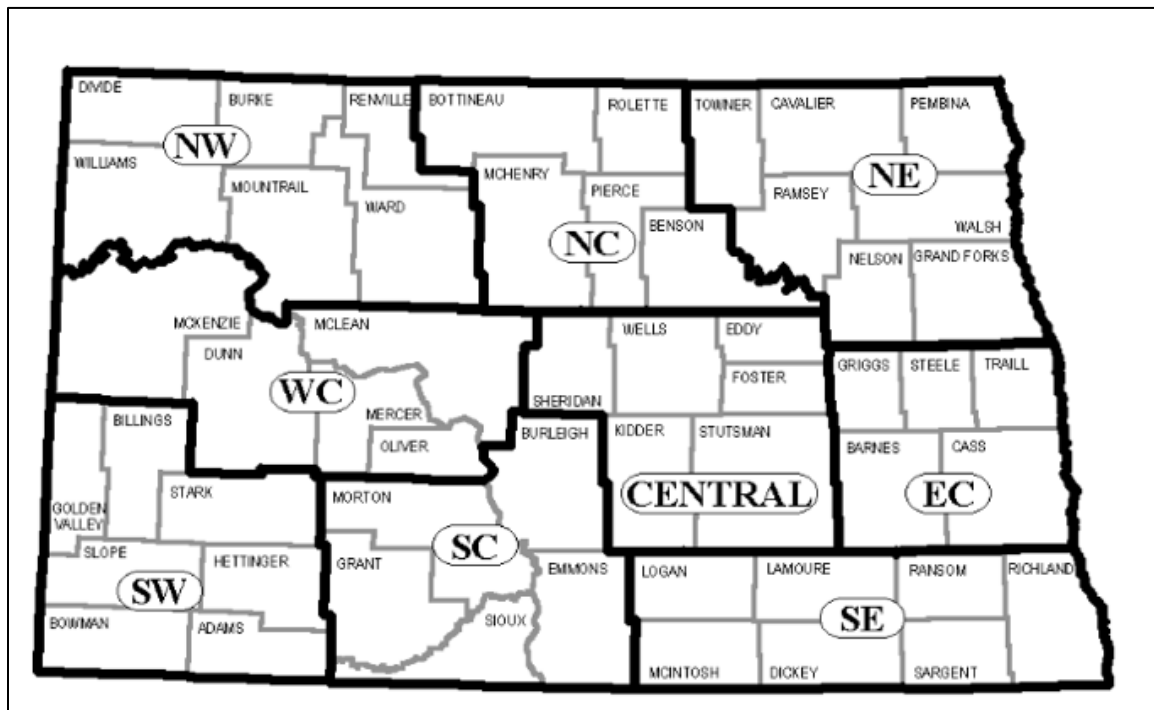 DIVIDE
BURKE
RENVILLE
BOTTINEAU
ROLETTE
TOWNER
CAVALIER
PEMBINA
NW
WILLIAMS
MOUNTRAIL
WARD
MCHENRY
PIERCE
BENSON
NC
RAMSEY
NE
WALSH
NELSON
GRAND FORKS
MCKENZIE
DUNN
MCLEAN
WC
MERCER
OLIVER
WELLS
EDDY
FOSTER
SHERIDAN
KIDDER
STUTSMAN
CENTRAL
GRIGGS
STEELE
TRAILL
BARNES
CASS
EC
BILLINGS
GOLDEN
VALLEY
STARK
SLOPE
HETTINGER
SW
BOWMAN
ADAMS
BURLEIGH
MORTON
SC
GRANT
EMMONS
SIOUX
LOGAN
LAMOURE
RANSOM
RICHLAND
SE
MCINTOSH
DICKEY
SARGENT